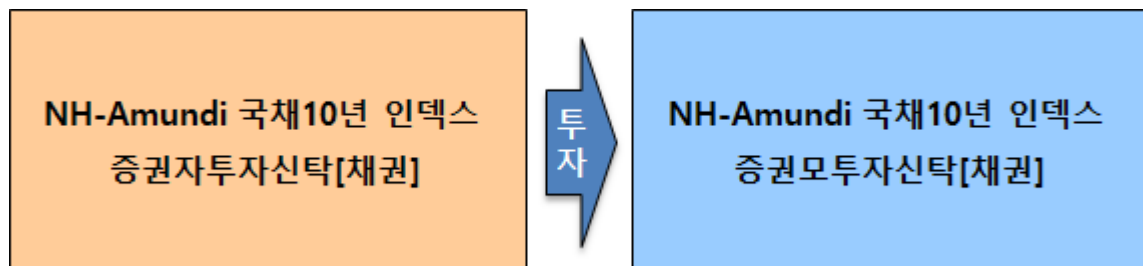 NH-Amundi 국채10년 인덱스
증권자투자신탁[채권]
투
자
NH-Amundi 국채10년 인덱스
증권모투자신탁[채권]